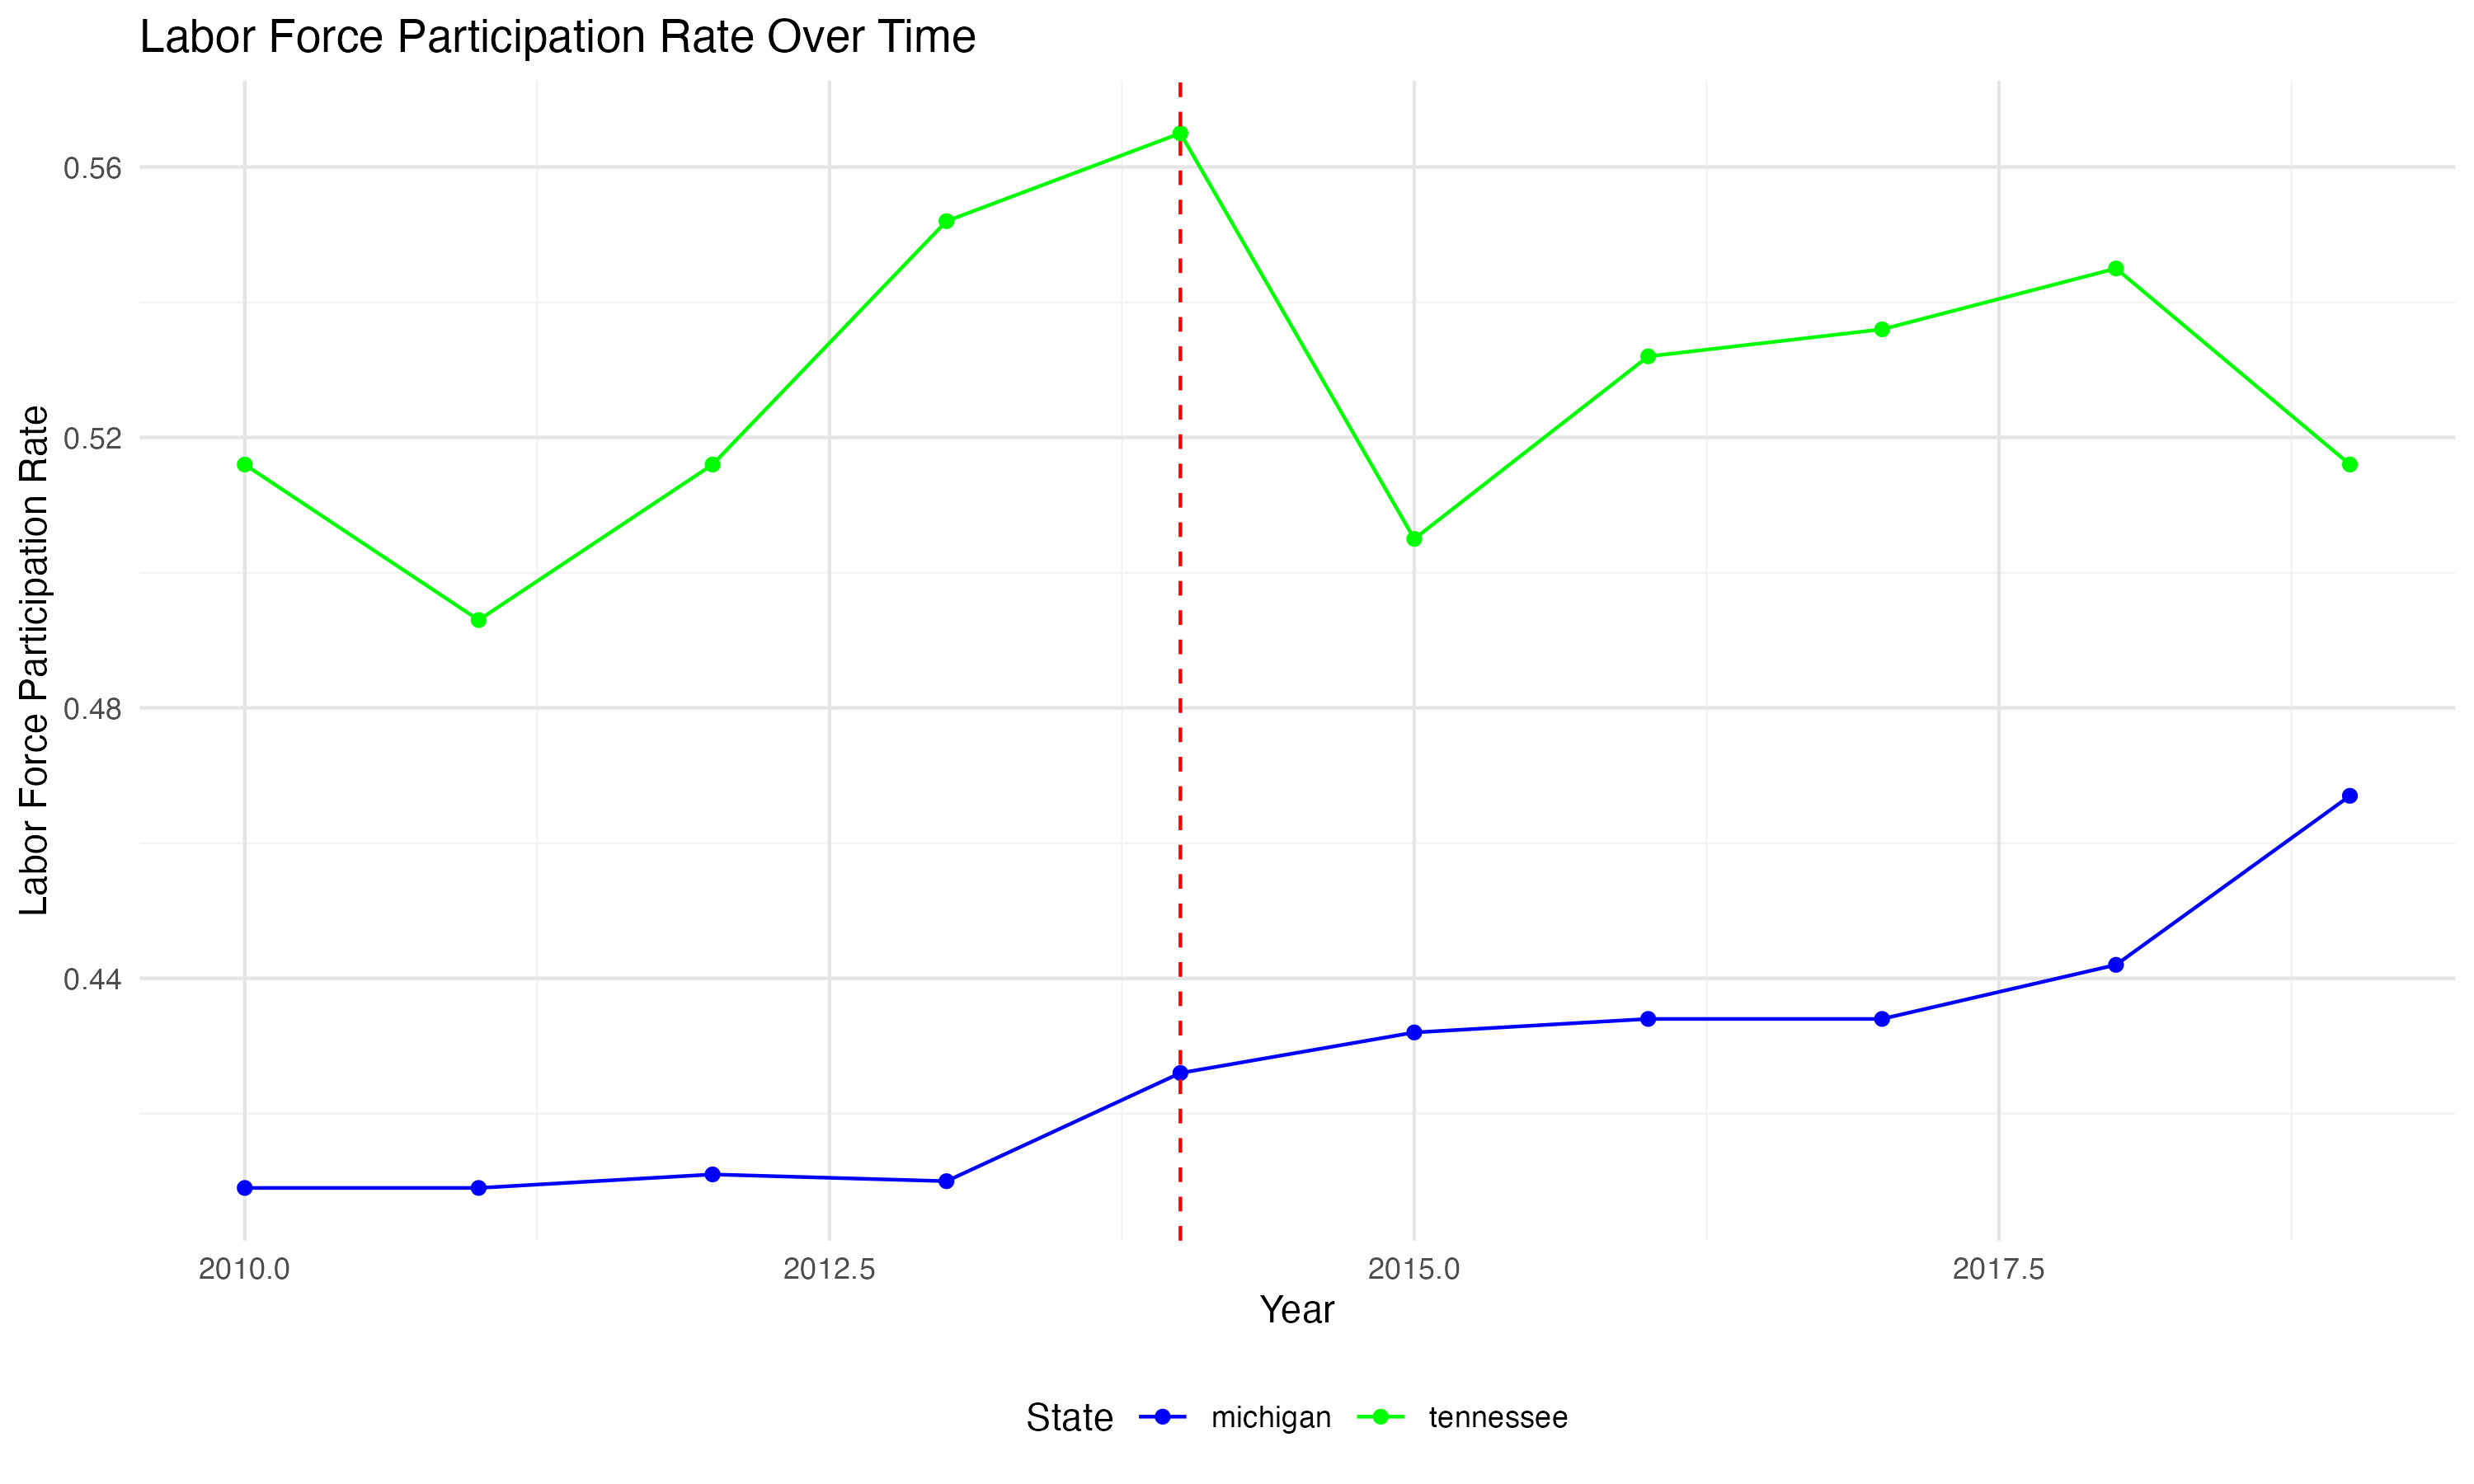 Labor Force Participation Rate Over Time
Labor Force Participation Rate
0.56
0.52
0.48
0.44
2010.0 2012.5 2015.0 2017.5
Year
State michigan tennessee